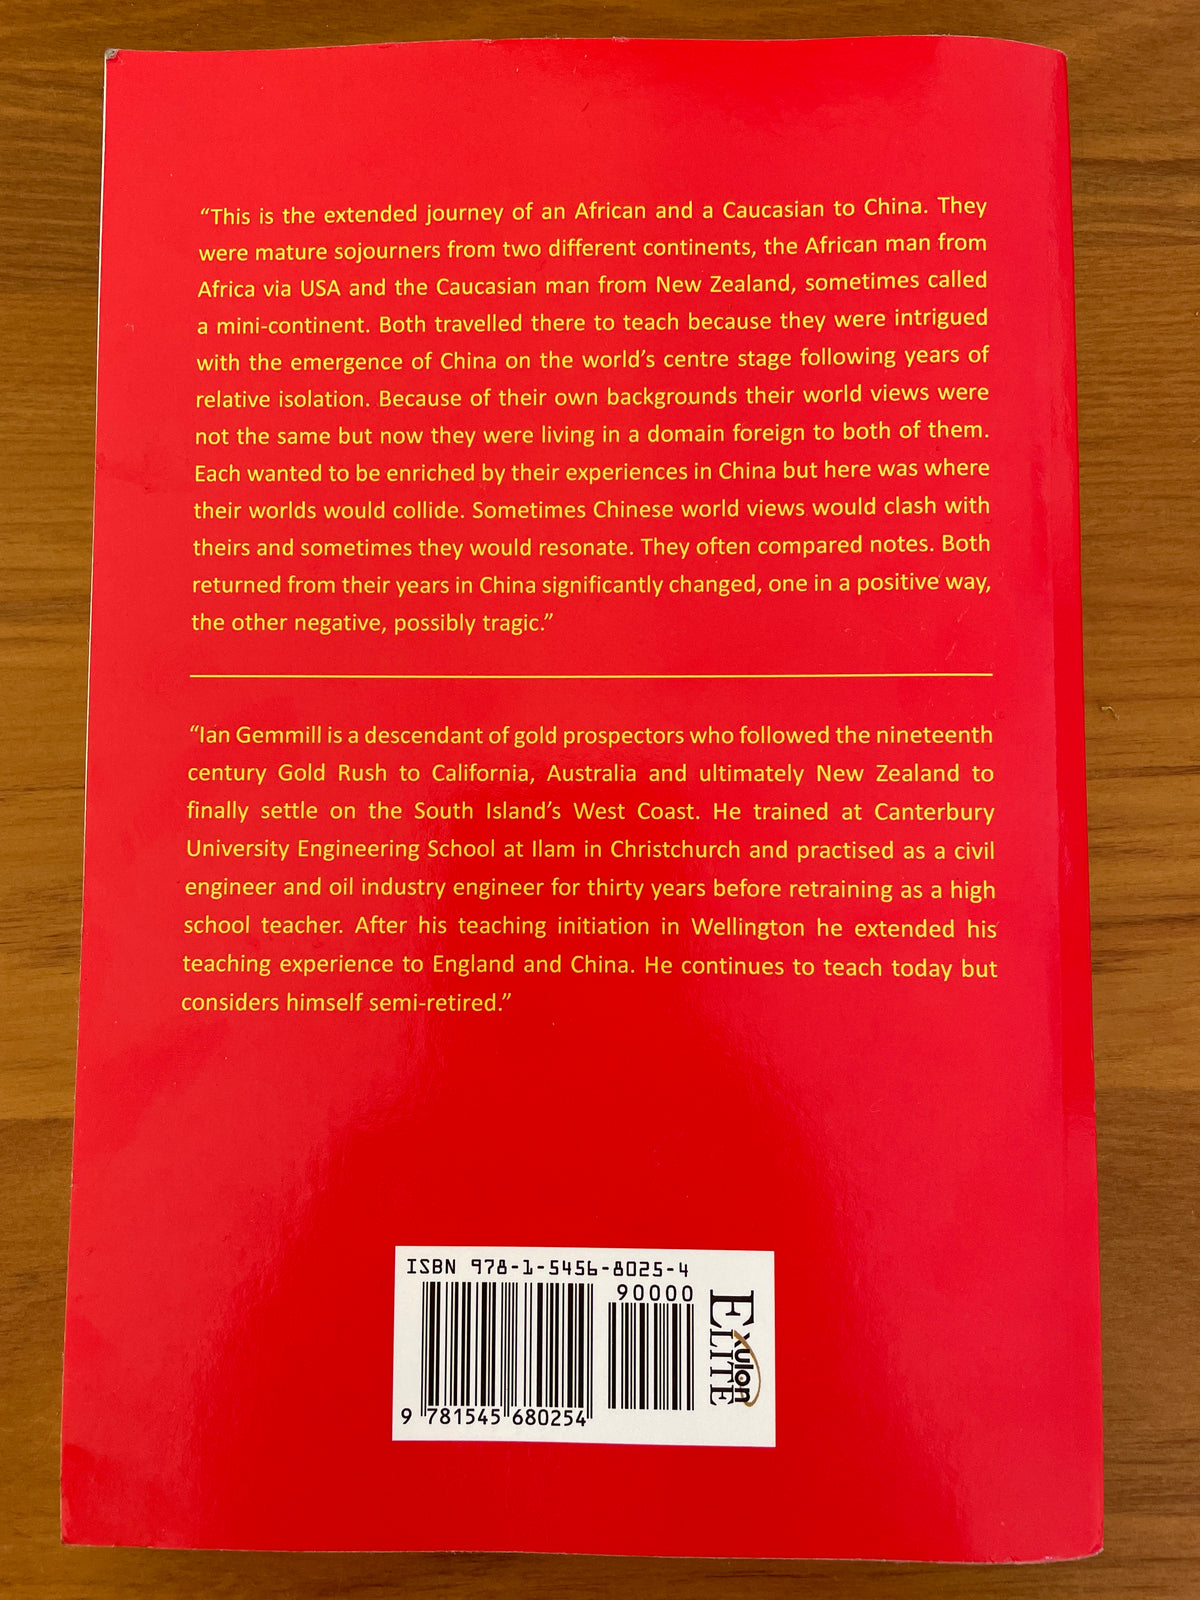 “This is the extended journey of an African and a Caucasian to China. They
were mature sojourners from two different continents, the African man from
Africa via USA and the Caucasian man from New Zealand, sometimes called
a mini-continent. Both travelled there to teach because they were intrigued
with the emergence of China on the world’s centre stage following years of
relative isolation. Because of their own backgrounds their world views were
not the same but now they were living in a domain foreign to both of them.
Each wanted to be enriched by their experiences in China but here was where
their worlds would collide. Sometimes Chinese world views would clash with
theirs and sometimes they would resonate. They often compared notes. Both
returned from their years in China significantly changed, one in a positive way,
the other negative, possibly tragic.”
“Ian Gemmill is a descendant of gold prospectors who followed the nineteenth
century Gold Rush to California, Australia and ultimately New Zealand to
finally settle on the South Island’s West Coast. He trained at Canterbury
University Engineering School at Ilam in Christchurch and practised as a civil
engineer and oil industry engineer for thirty years before retraining as a high
school teacher. After his teaching initiation in Wellington he extended his
teaching experience to England and China. He continues to teach today but
considers himself semi-retired.”
ISBN 978-1-5456-8025-4
90000
9 781545 680254
xulon
ELITE